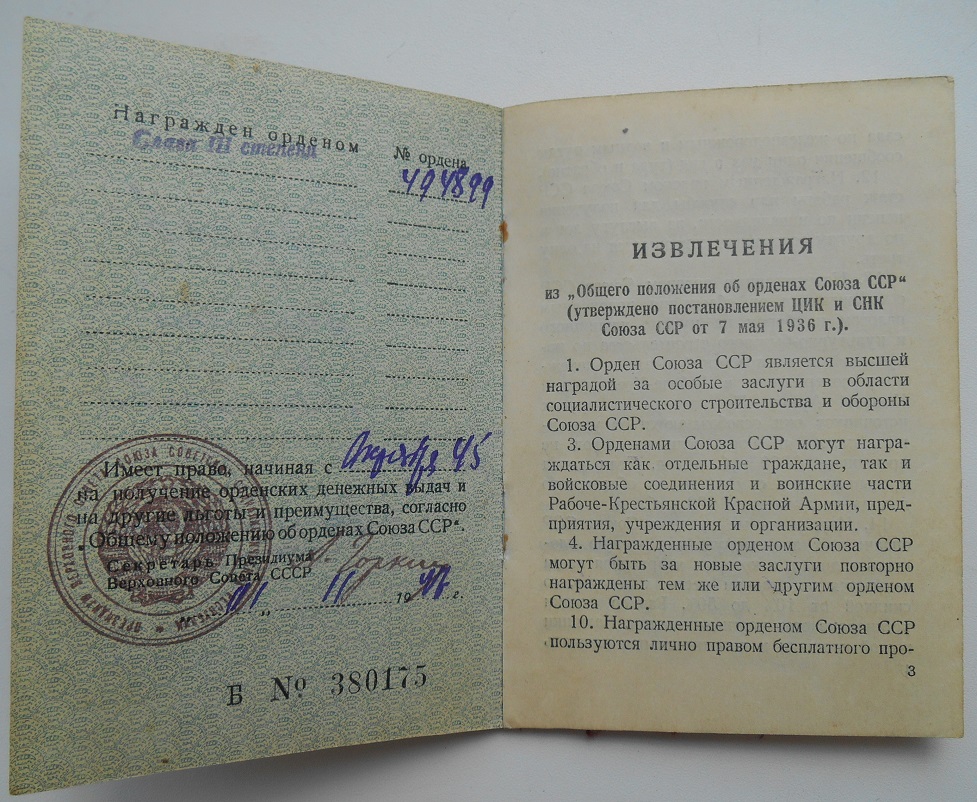 Награжден орденом
Слава III степени
№ ордена
494899
Имеет право, начиная с Октября 45
на получение орденских денежных выдач и
на другие льготы и преимущества, согласно
„Общему положению об орденах Союза ССР“.
Секретарь Президиума
Верховного Совета СССР
А. Горкин
11 1947 г.
Б № 380175
ИЗВЛЕЧЕНИЯ
из „Общего положения об орденах Союза ССР“
(утверждено постановлением ЦИК и СНК
Союза ССР от 7 мая 1936 г.).
1. Орден Союза ССР является высшей
наградой за особые заслуги в области
социалистического строительства и обороны
Союза ССР.
3. Орденами Союза ССР могут награ-
ждаться как отдельные граждане, так и
войсковые соединения и воинские части
Рабоче-Крестьянской Красной Армии, пред-
приятия, учреждения и организации.
4. Награжденные орденом Союза ССР
могут быть за новые заслуги повторно
награждены тем же или другим орденом
Союза ССР.
10. Награжденные орденом Союза ССР
пользуются лично правом бесплатного про-
3